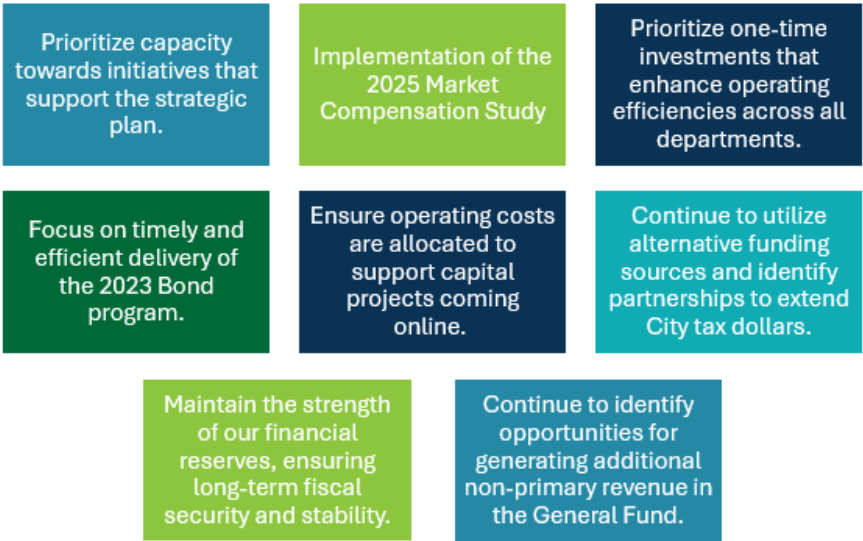 Prioritize capacity
towards initiatives that
support the strategic
plan.
Implementation of the
2025 Market
Compensation Study
Prioritize one-time
investments that
enhance operating
efficiencies across all
departments.
Focus on timely and
efficient delivery of
the 2023 Bond
program.
Ensure operating costs
are allocated to
support capital
projects coming
online.
Continue to utilize
alternative funding
sources and identify
partnerships to extend
City tax dollars.
Maintain the strength
of our financial
reserves, ensuring
long-term fiscal
security and stability.
Continue to identify
opportunities for
generating additional
non-primary revenue in
the General Fund.